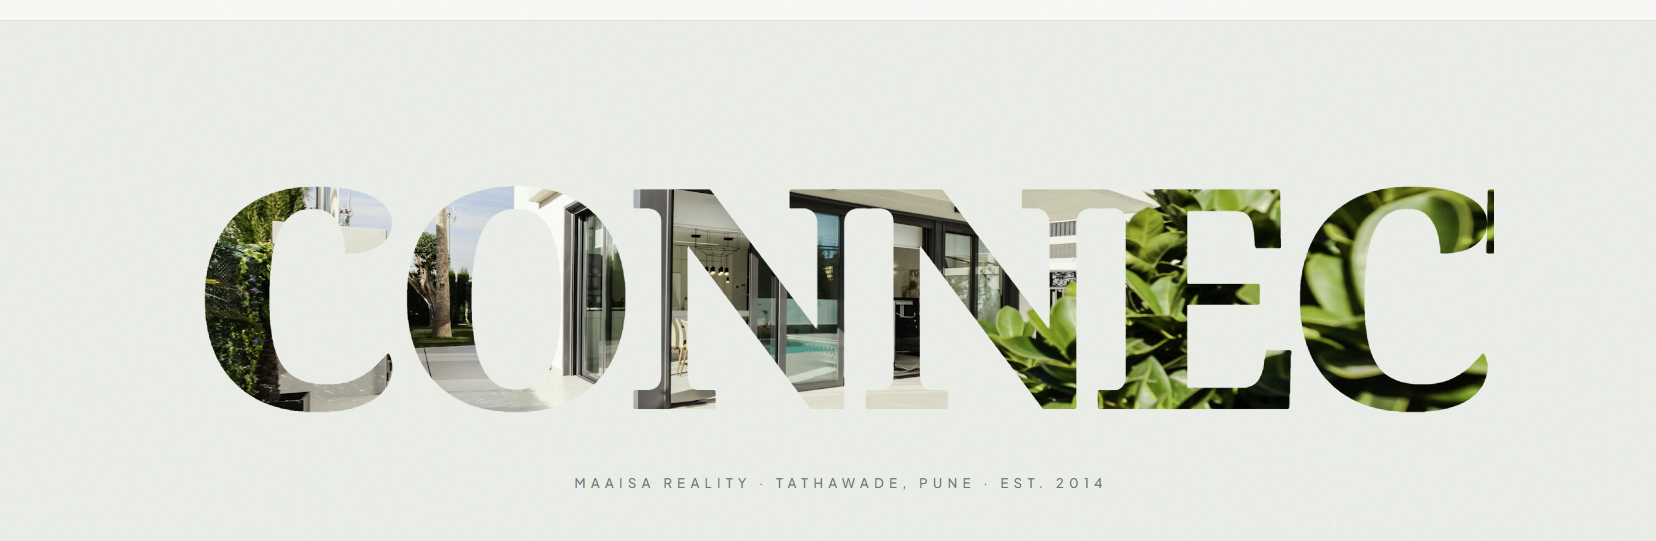 CONNEC
MAAISA REALITY · TATHAWADE, PUNE · EST. 2014